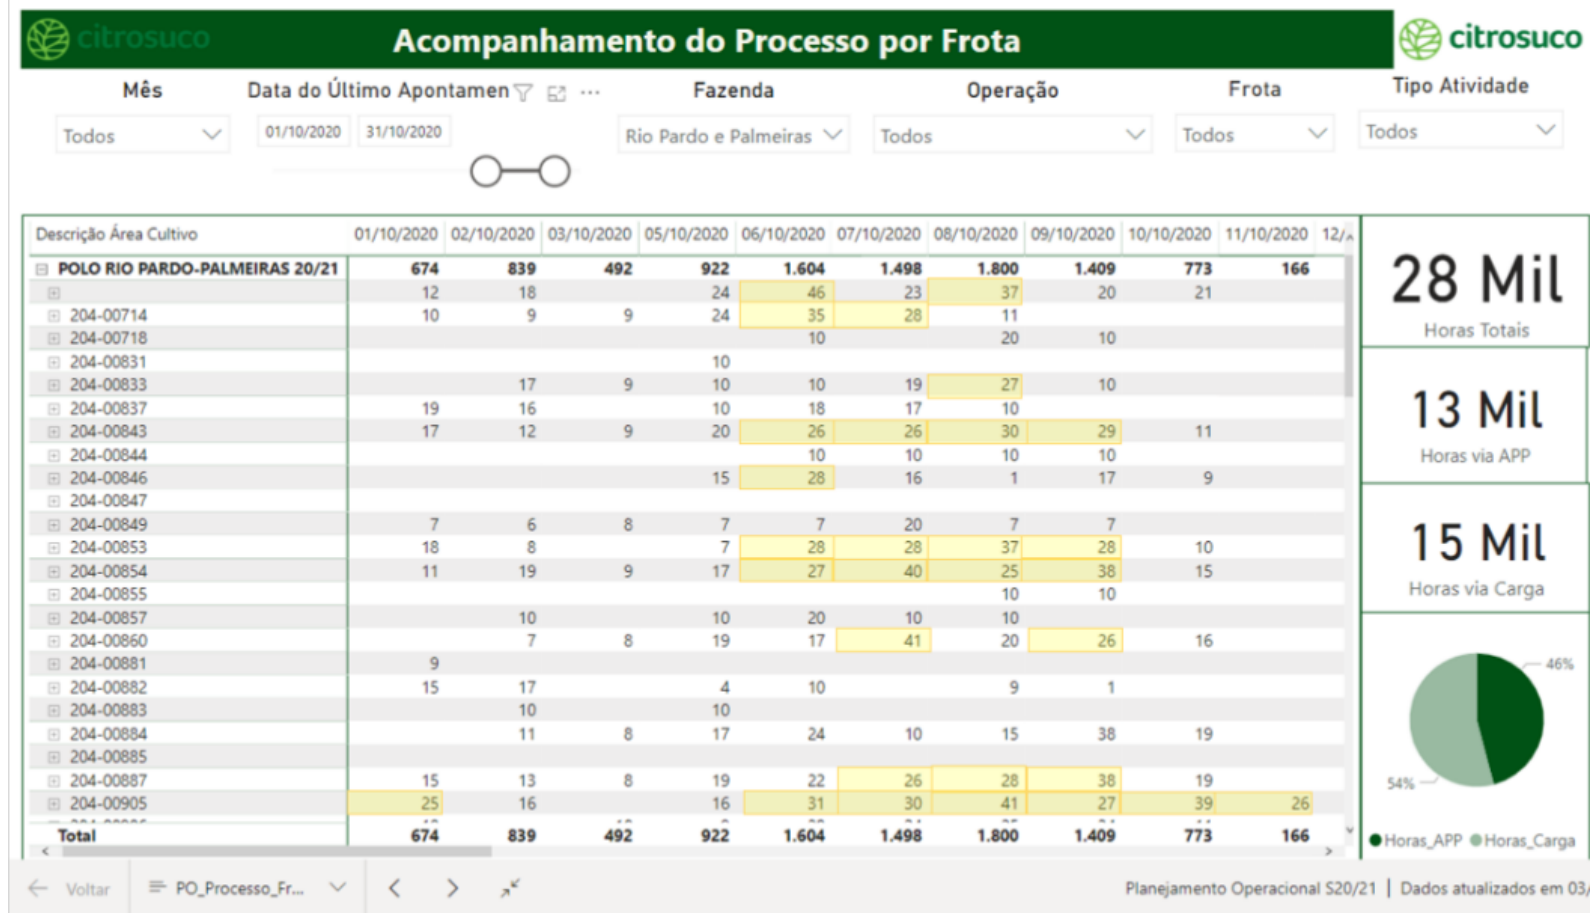 citrosuco
Acompanhamento do Processo por Frota
citrosuco
Mês
Data do Último Apontamen
Fazenda
Operação
Frota
Tipo Atividade
Todos
01/10/2020 31/10/2020
Rio Pardo e Palmeiras
Todos
Todos
Todos
Descrição Área Cultivo 01/10/2020 02/10/2020 03/10/2020 05/10/2020 06/10/2020 07/10/2020 08/10/2020 09/10/2020 10/10/2020 11/10/2020 12/
POLO RIO PARDO-PALMEIRAS 20/21 674 839 492 922 1.604 1.498 1.800 1.409 773 166
12 18 24 46 23 37 20 21
204-00714 10 9 9 24 35 28 11
204-00718 10 20 10
204-00831 10
204-00833 17 9 10 10 19 27 10
204-00837 19 16 10 18 17 10
204-00843 17 12 9 20 26 26 30 29 11
204-00844 10 10 10 10
204-00846 15 28 16 1 17 9
204-00847
204-00849 7 6 8 7 7 20 7 7
204-00853 18 8 7 28 28 37 28 10
204-00854 11 19 9 17 27 40 25 38 15
204-00855 10 10
204-00857 10 10 20 10 10
204-00860 7 8 19 17 41 20 26 16
204-00881 9
204-00882 15 17 4 10 9 1
204-00883 10 10
204-00884 11 8 17 24 10 15 38 19
204-00885
204-00887 15 13 8 19 22 26 28 38 19
204-00905 25 16 16 31 30 41 27 39 26
Total 674 839 492 922 1.604 1.498 1.800 1.409 773 166
28 Mil
Horas Totais
13 Mil
Horas via APP
15 Mil
Horas via Carga
46%
54%
Horas_APP Horas_Carga
Voltar
PO_Processo_Fr...
Planejamento Operacional S20/21 | Dados atualizados em 03/